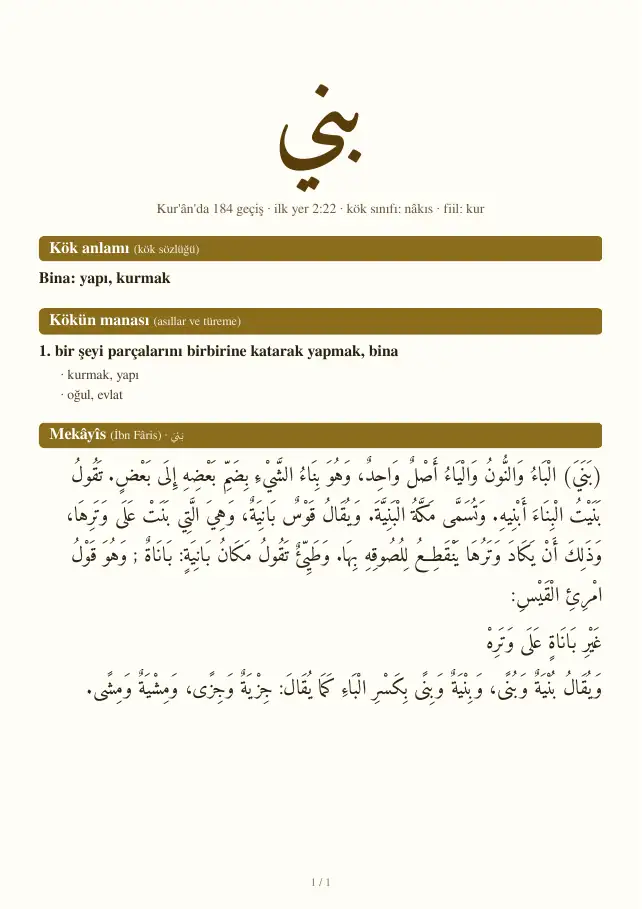 بني
Kur'ân'da 184 geçiş · ilk yer 2:22 · kök sınıfı: nâkıs · fiil: kur
Kök anlamı (kök sözlüğü)
Bina: yapı, kurmak
Kökün manası (asıllar ve türeme)
1. bir şeyi parçalarını birbirine katarak yapmak, bina
· kurmak, yapı
· oğul, evlat
Mekâyîs (İbn Fâris) · بَنَيَ
(بَنَيَ) الْبَاءُ وَالنُّونُ وَالْيَاءُ أَصْلٌ وَاحِدٌ، وَهُوَ بِنَاءُ الشَّيْءِ بِضَمِّ بَعْضِهِ إِلَى بَعْضٍ. تَقُولُ
بَنَيْتُ الْبِنَاءَ أَبْنِيهِ. وَتُسَمَّى مَكَّةُ الْبَنِيَّةَ. وَيُقَالُ قَوْسٌ بَانِيَةٌ، وَهِيَ الَّتِي بَنَتْ عَلَى وَتَرِهَا،
وَذَلِكَ أَنْ يَكَادَ وَتَرُهَا يَنْقَطِعُ لِلُصُوقِهِ بِهَا. وَطَيِّئٌ تَقُولُ مَكَانُ بَانِيَةٍ: بَانَاةٌ ; وَهُوَ قَوْلُ
امْرِئِ الْقَيْسِ:
غَيْرِ بَانَاةٍ عَلَى وَتَرِهْ
وَيُقَالُ بُنْيَةٌ وَبُنًى، وَبِنْيَةٌ وَبِنًى بِكَسْرِ الْبَاءِ كَمَا يُقَالَ: جِزْيَةٌ وَجِزًى، وَمِشْيَةٌ وَمِشًى.
1 / 1